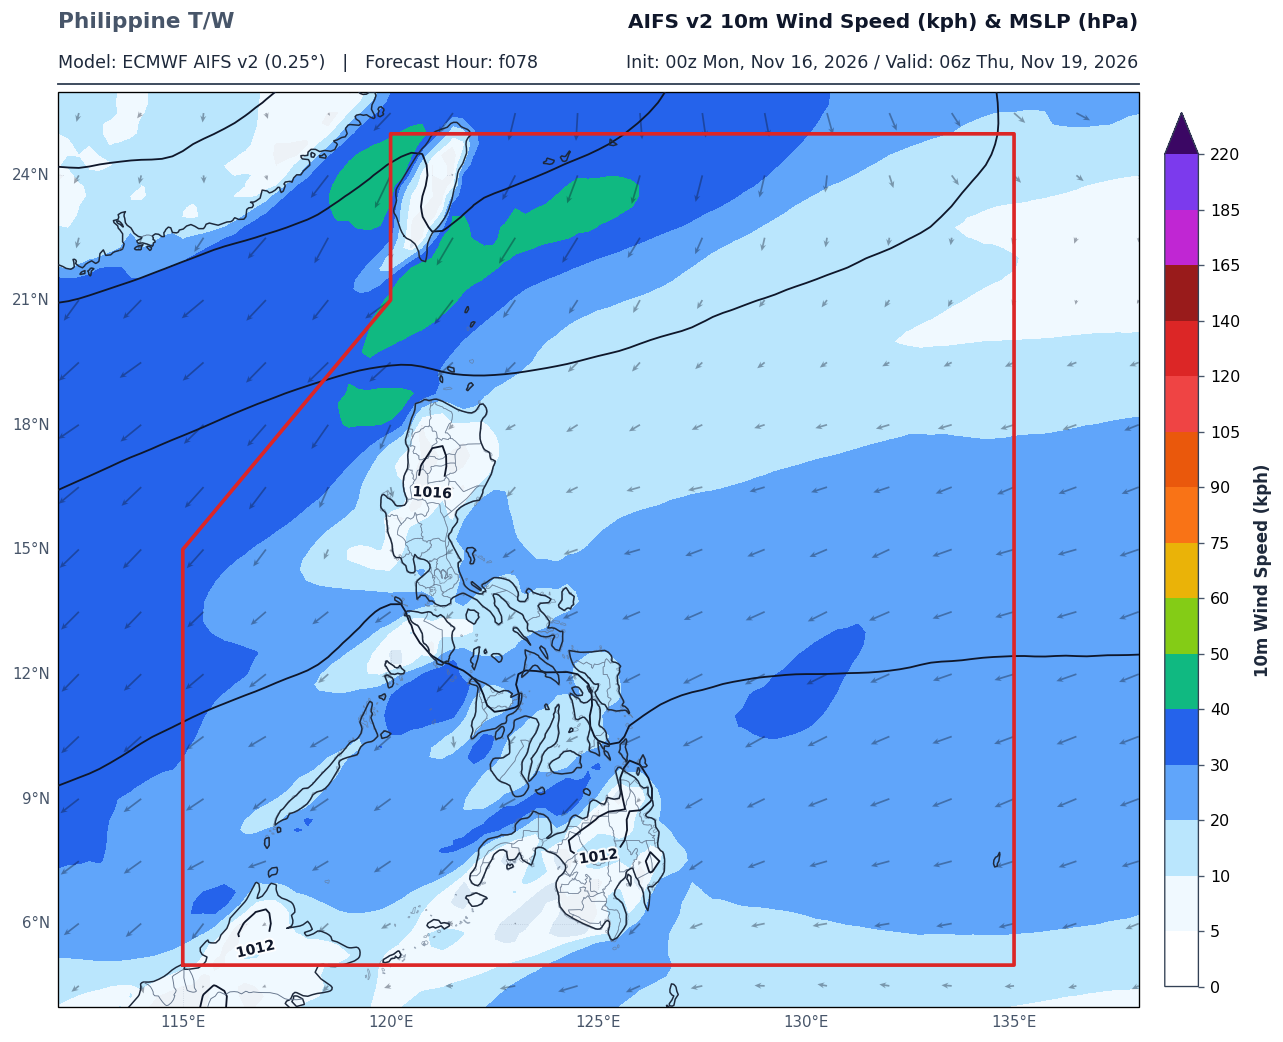 Philippine T/W
AIFS v2 10m Wind Speed (kph) & MSLP (hPa)
Model: ECMWF AIFS v2 (0.25°)   |   Forecast Hour: f078
Init: 00z Mon, Nov 16, 2026 / Valid: 06z Thu, Nov 19, 2026
24°N
21°N
18°N
15°N
12°N
9°N
6°N
115°E
120°E
125°E
130°E
135°E
1016
1012
1012
220
185
165
140
120
105
90
75
60
50
40
30
20
10
5
0
10m Wind Speed (kph)